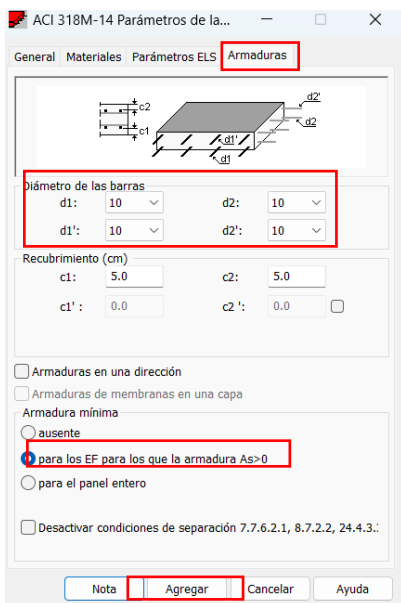 ACI 318M-14 Parámetros de la...
General Materiales Parámetros ELS Armaduras
c2
c1
d2'
d2
d1'
d1
Diámetro de las barras
d1: 10 d2: 10
d1': 10 d2': 10
Recubrimiento (cm)
c1: 5.0 c2: 5.0
c1' : 0.0 c2 ': 0.0
Armaduras en una dirección
Armaduras de membranas en una capa
Armadura mínima
ausente
para los EF para los que la armadura As>0
para el panel entero
Desactivar condiciones de separación 7.7.6.2.1, 8.7.2.2, 24.4.3.:
Nota Agregar Cancelar Ayuda